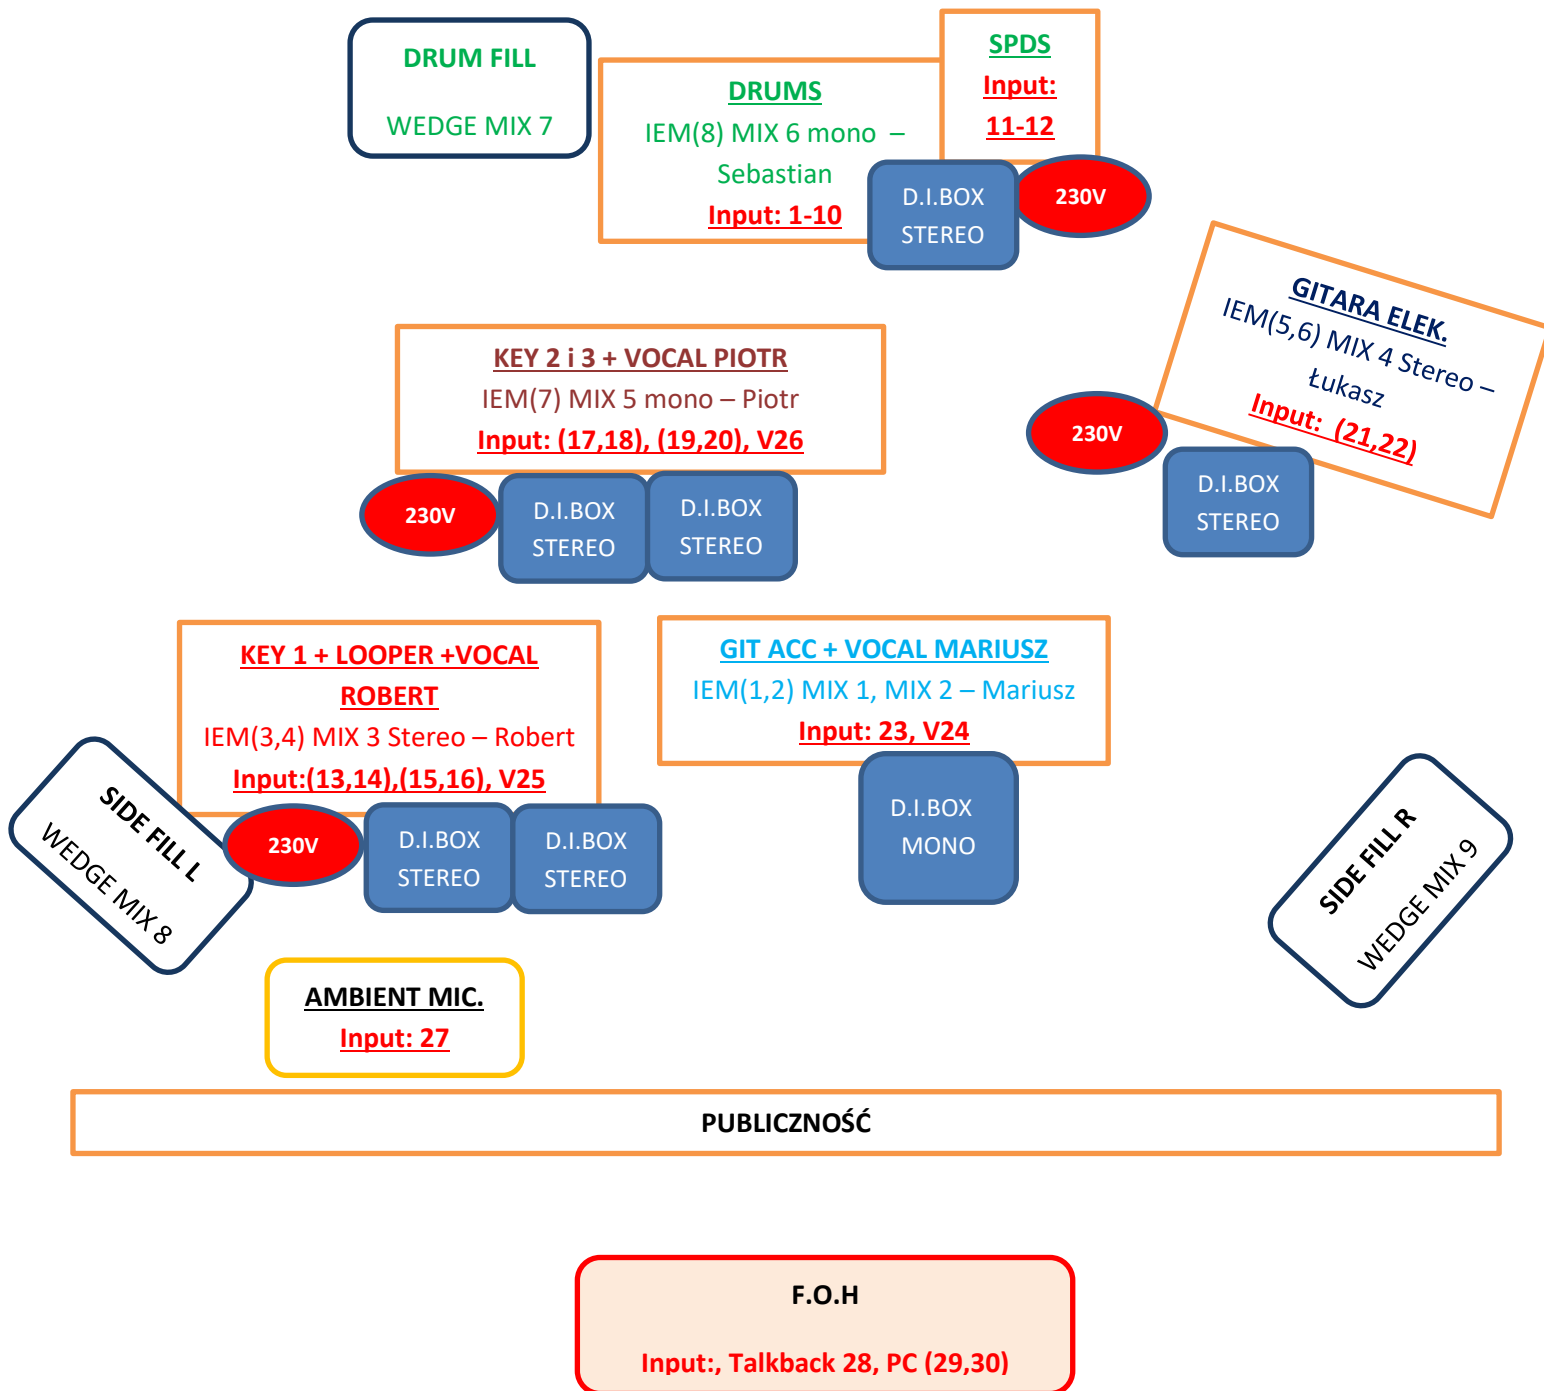 DRUM FILL
WEDGE MIX 7
DRUMS
IEM(8) MIX 6 mono –
Sebastian
Input: 1-10
SPDS
Input:
11-12
D.I.BOX
STEREO
230V
GITARA ELEK.
IEM(5,6) MIX 4 Stereo –
Łukasz
Input: (21,22)
230V
D.I.BOX
STEREO
KEY 2 i 3 + VOCAL PIOTR
IEM(7) MIX 5 mono – Piotr
Input: (17,18), (19,20), V26
230V
D.I.BOX
STEREO
D.I.BOX
STEREO
KEY 1 + LOOPER +VOCAL
ROBERT
IEM(3,4) MIX 3 Stereo – Robert
Input:(13,14),(15,16), V25
230V
D.I.BOX
STEREO
D.I.BOX
STEREO
GIT ACC + VOCAL MARIUSZ
IEM(1,2) MIX 1, MIX 2 – Mariusz
Input: 23, V24
D.I.BOX
MONO
SIDE FILL L
WEDGE MIX 8
SIDE FILL R
WEDGE MIX 9
AMBIENT MIC.
Input: 27
PUBLICZNOŚĆ
F.O.H
Input:, Talkback 28, PC (29,30)